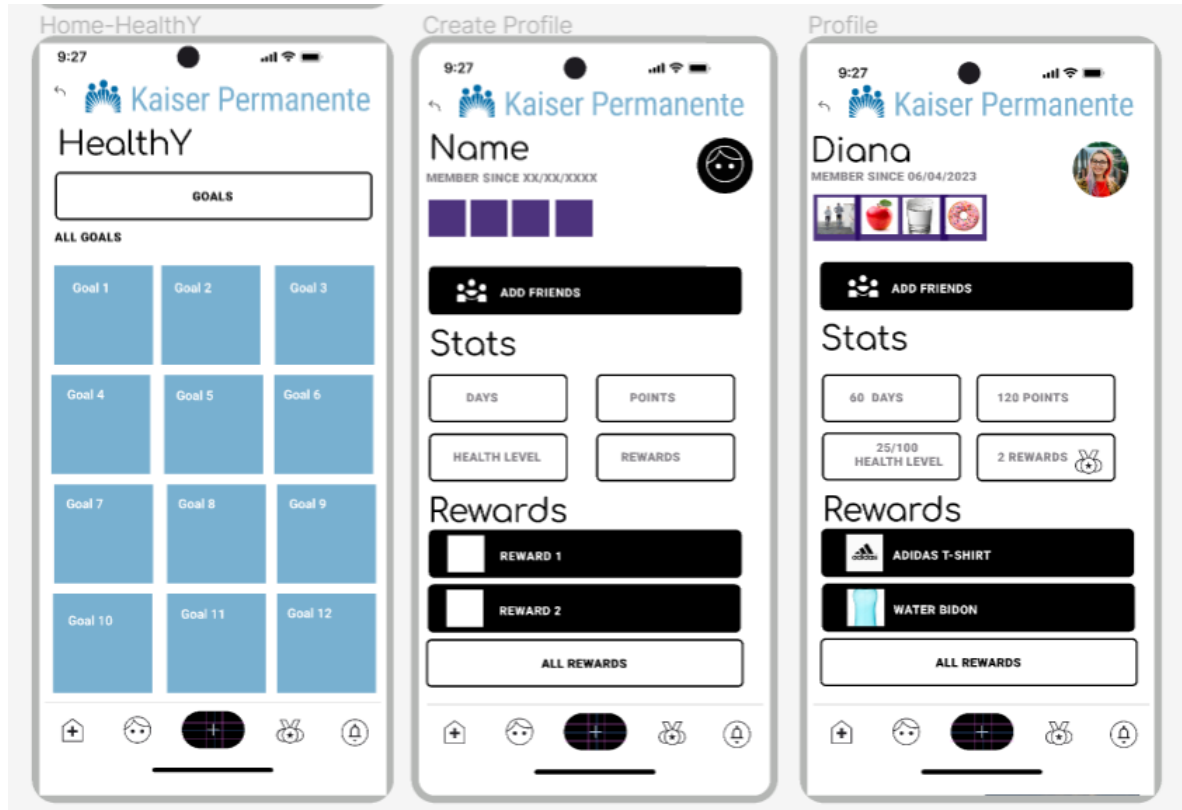 Home-HealthY
9:27
Kaiser Permanente
HealthY
GOALS
ALL GOALS
Goal 1
Goal 2
Goal 3
Goal 4
Goal 5
Goal 6
Goal 7
Goal 8
Goal 9
Goal 10
Goal 11
Goal 12
Create Profile
9:27
Kaiser Permanente
Name
MEMBER SINCE XX/XX/XXXX
ADD FRIENDS
Stats
DAYS
POINTS
HEALTH LEVEL
REWARDS
Rewards
REWARD 1
REWARD 2
ALL REWARDS
Profile
9:27
Kaiser Permanente
Diana
MEMBER SINCE 06/04/2023
ADD FRIENDS
Stats
60 DAYS
120 POINTS
25/100
HEALTH LEVEL
2 REWARDS
Rewards
adidas
ADIDAS T-SHIRT
WATER BIDON
ALL REWARDS